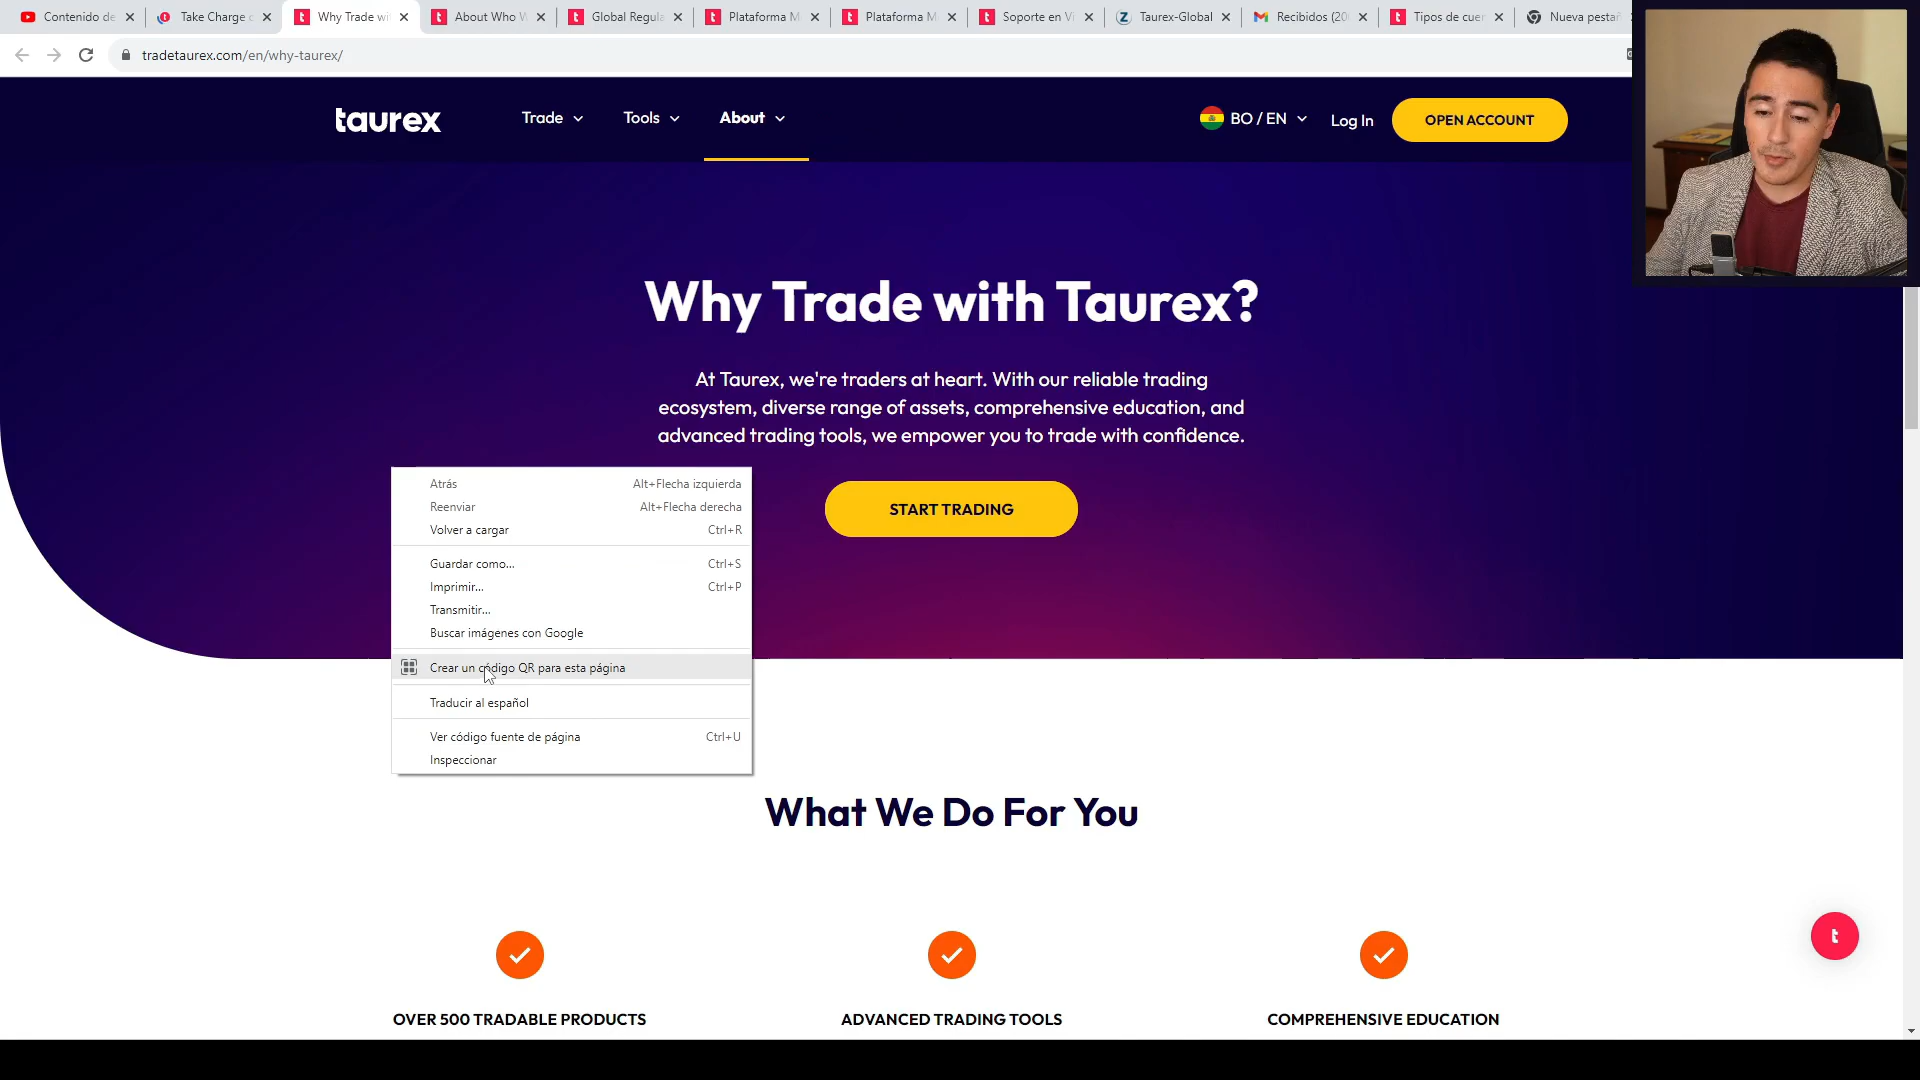 Contenido de
Take Charge o
Why Trade wi
About Who W
Global Regula
Plataforma M
Plataforma M
Soporte en Vi
Taurex-Global
Recibidos (20
Tipos de cuen
Nueva pestañ
tradetaurex.com/en/why-taurex/
taurex
Trade
Tools
About
BO / EN
Log In
OPEN ACCOUNT
Why Trade with Taurex?
At Taurex, we're traders at heart. With our reliable trading
ecosystem, diverse range of assets, comprehensive education, and
advanced trading tools, we empower you to trade with confidence.
START TRADING
Atrás Alt+Flecha izquierda
Reenviar Alt+Flecha derecha
Volver a cargar Ctrl+R
Guardar como... Ctrl+S
Imprimir... Ctrl+P
Transmitir...
Buscar imágenes con Google
Crear un código QR para esta página
Traducir al español
Ver código fuente de página Ctrl+U
Inspeccionar
What We Do For You
OVER 500 TRADABLE PRODUCTS
ADVANCED TRADING TOOLS
COMPREHENSIVE EDUCATION
t